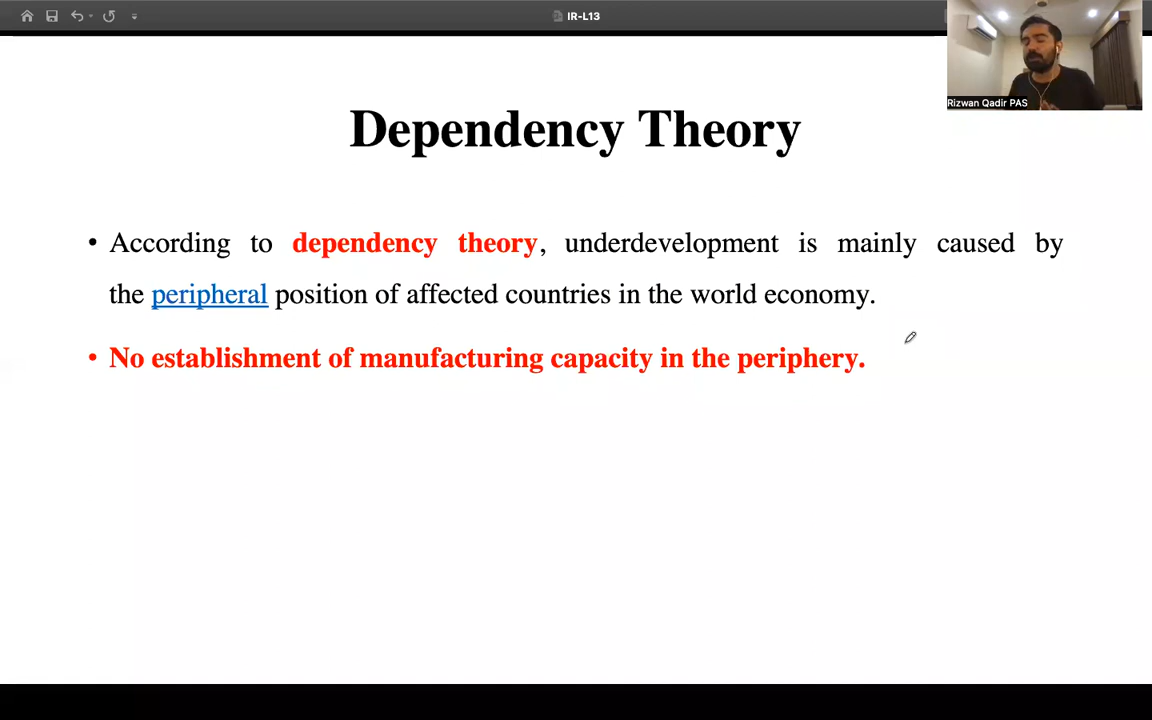 IR-L13
Rizwan Qadir PAS
Dependency Theory
• According to dependency theory, underdevelopment is mainly caused by
the peripheral position of affected countries in the world economy.
• No establishment of manufacturing capacity in the periphery.